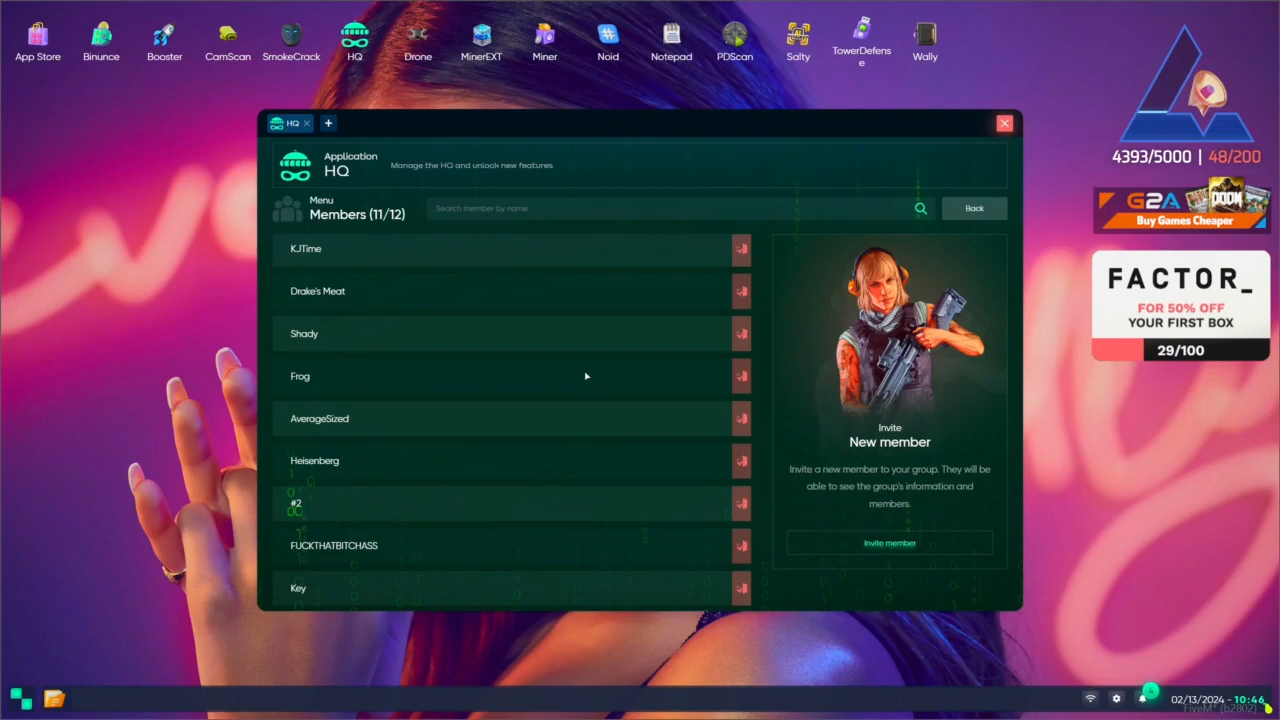 App Store
Binunce
Booster
CamScan
SmokeCrack
HQ
Drone
MinerEXT
Miner
Noid
Notepad
PDScan
Salty
TowerDefens
e
Wally
4393/5000 | 48/200
G2A
DOOM
Buy Games Cheaper
FACTOR_
FOR 50% OFF
YOUR FIRST BOX
29/100
HQ
Application
HQ
Manage the HQ and unlock new features
Menu
Members (11/12)
Search member by name
Back
KJTime
Drake's Meat
Shady
Frog
AverageSized
Heisenberg
#2
FUCKTHATBITCHASS
Key
Invite
New member
Invite a new member to your group. They will be
able to see the group's information and
members.
Invite member
4
02/13/2024 - 10:46
FiveM* (b2802)